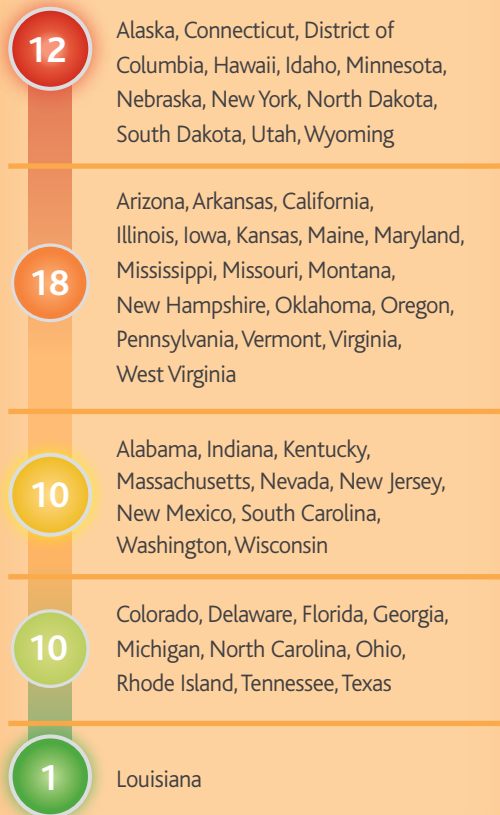 12
Alaska, Connecticut, District of
Columbia, Hawaii, Idaho, Minnesota,
Nebraska, New York, North Dakota,
South Dakota, Utah, Wyoming
18
Arizona, Arkansas, California,
Illinois, Iowa, Kansas, Maine, Maryland,
Mississippi, Missouri, Montana,
New Hampshire, Oklahoma, Oregon,
Pennsylvania, Vermont, Virginia,
West Virginia
10
Alabama, Indiana, Kentucky,
Massachusetts, Nevada, New Jersey,
New Mexico, South Carolina,
Washington, Wisconsin
10
Colorado, Delaware, Florida, Georgia,
Michigan, North Carolina, Ohio,
Rhode Island, Tennessee, Texas
1
Louisiana